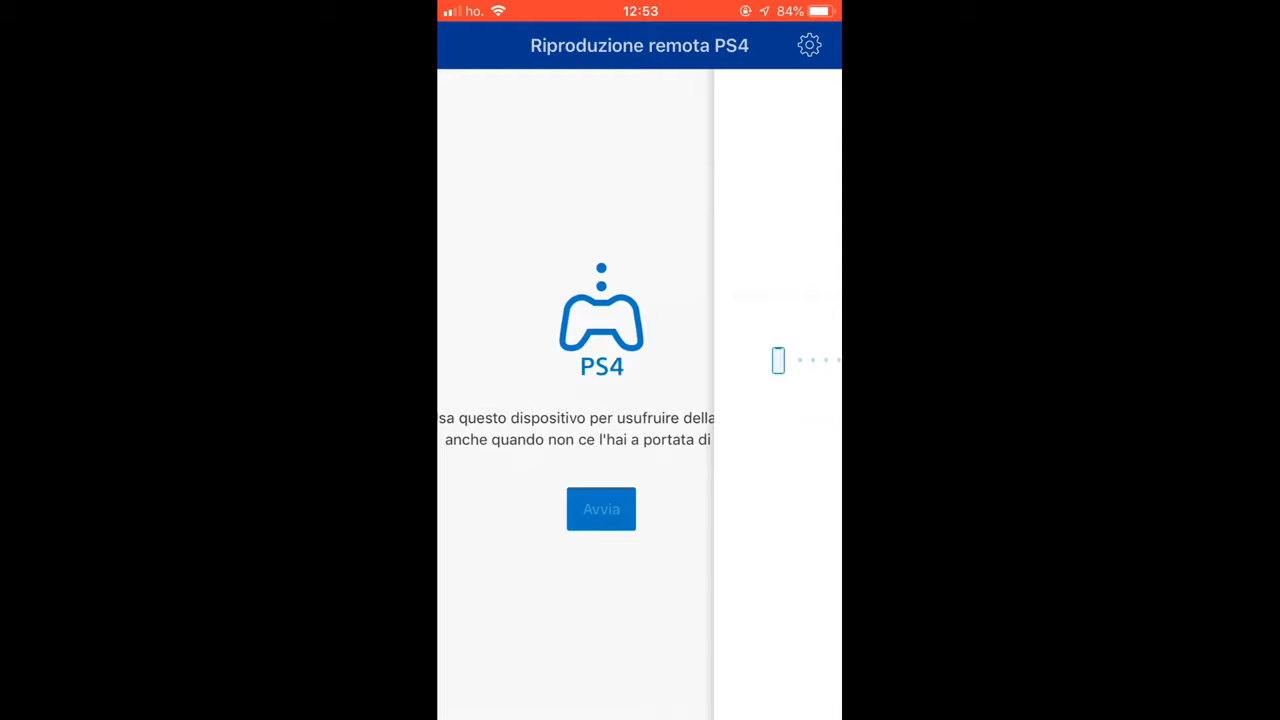 ho. 12:53 84%
Riproduzione remota PS4
PS4
sa questo dispositivo per usufruire della
anche quando non ce l'hai a portata di
Avvia